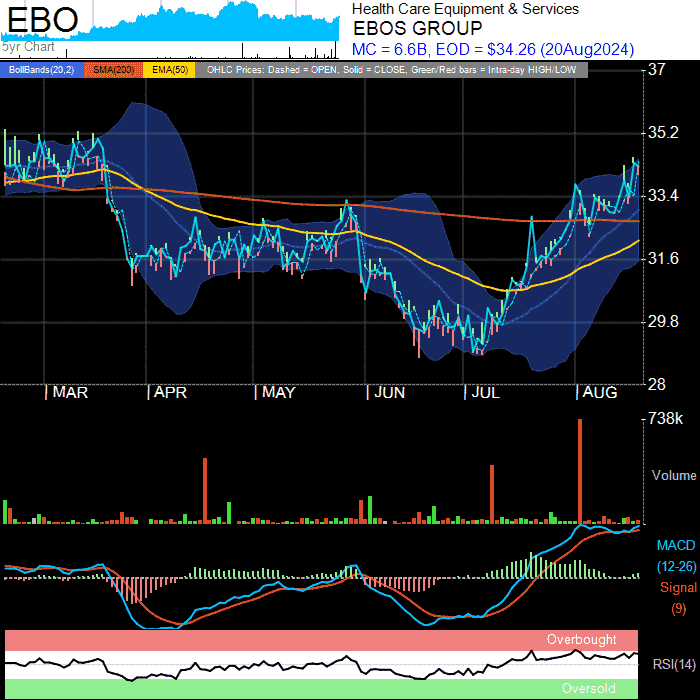 EBO
5yr Chart
Health Care Equipment & Services
EBOS GROUP
MC = 6.6B, EOD = $34.26 (20Aug2024)
BollBands(20,2) SMA(200) EMA(50) OHLC Prices: Dashed = OPEN, Solid = CLOSE, Green/Red bars = Intra-day HIGH/LOW
37
35.2
33.4
31.6
29.8
28
| MAR | APR | MAY | JUN | JUL | AUG
738k
Volume
MACD
(12-26)
Signal
(9)
Overbought
RSI(14)
Oversold